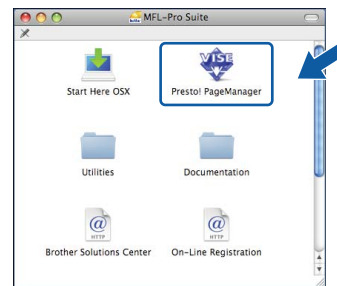 MFL-Pro Suite
VISE
Start Here OSX
Presto! PageManager
Utilities
Documentation
@
HTTP
@
HTTP
Brother Solutions Center
On-Line Registration